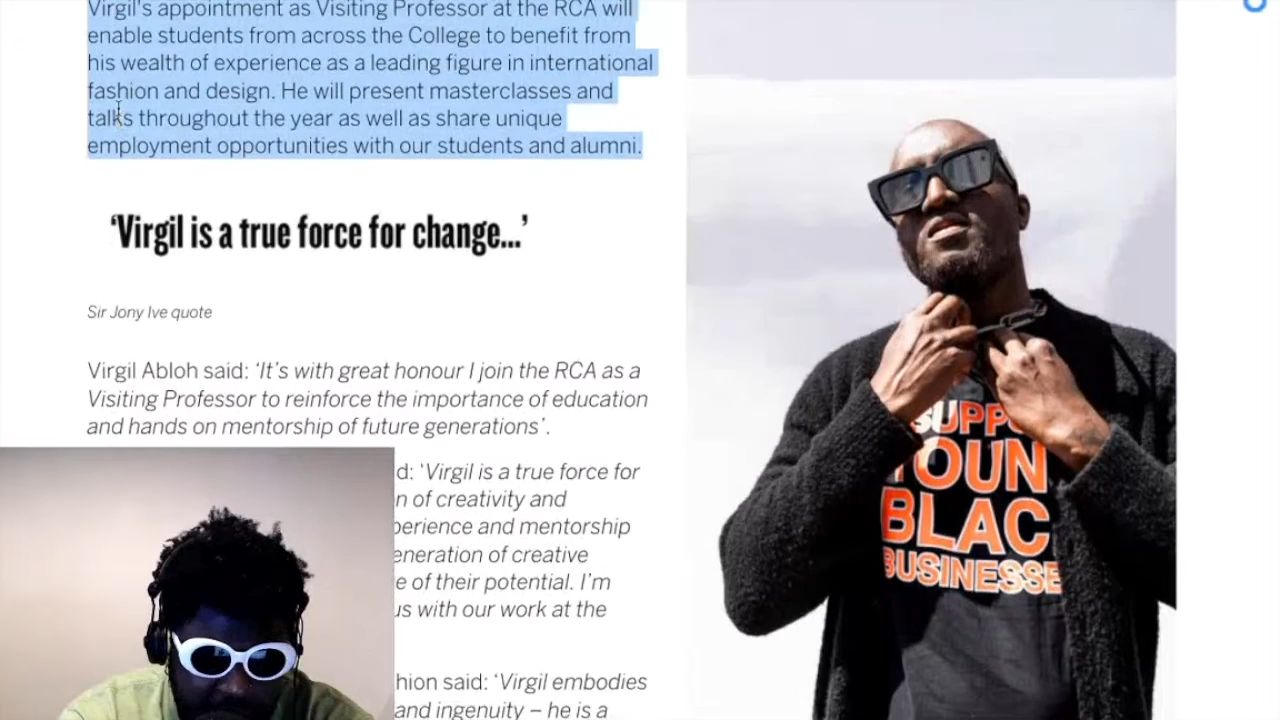 Virgil's appointment as Visiting Professor at the RCA will
enable students from across the College to benefit from
his wealth of experience as a leading figure in international
fashion and design. He will present masterclasses and
talks throughout the year as well as share unique
employment opportunities with our students and alumni.
‘Virgil is a true force for change...’
Sir Jony Ive quote
Virgil Abloh said: ‘It’s with great honour I join the RCA as a
Visiting Professor to reinforce the importance of education
and hands on mentorship of future generations’.
d: ‘Virgil is a true force for
n of creativity and
perience and mentorship
eneration of creative
e of their potential. I’m
us with our work at the
hion said: ‘Virgil embodies
and ingenuity – he is a
SUPPO
YOUN
BLAC
BUSINESSE